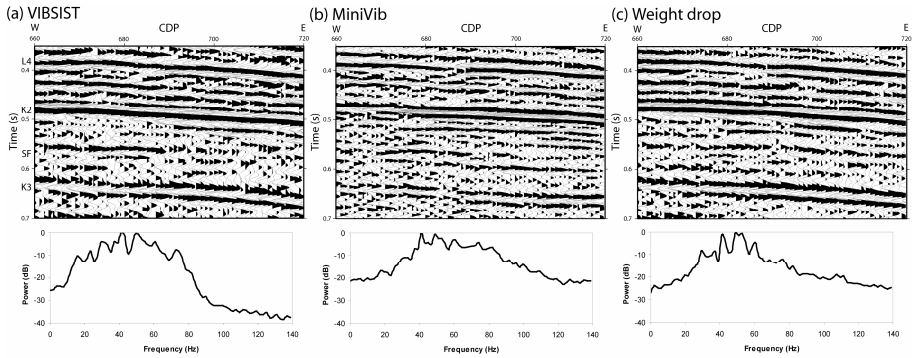 (a) VIBSIST
W CDP E
660 680 700 720
L4
0.4
K2
0.5
SF
0.6
K3
0.7
Time (s)
0
-10
-20
-30
-40
Power (dB)
0 20 40 60 80 100 120 140
Frequency (Hz)
(b) MiniVib
W CDP E
660 680 700 720
0.4
0.5
0.6
0.7
Time (s)
0
-10
-20
-30
-40
Power (dB)
0 20 40 60 80 100 120 140
Frequency (Hz)
(c) Weight drop
W CDP E
660 680 700 720
0.4
0.5
0.6
0.7
Time (s)
0
-10
-20
-30
-40
Power (dB)
0 20 40 60 80 100 120 140
Frequency (Hz)